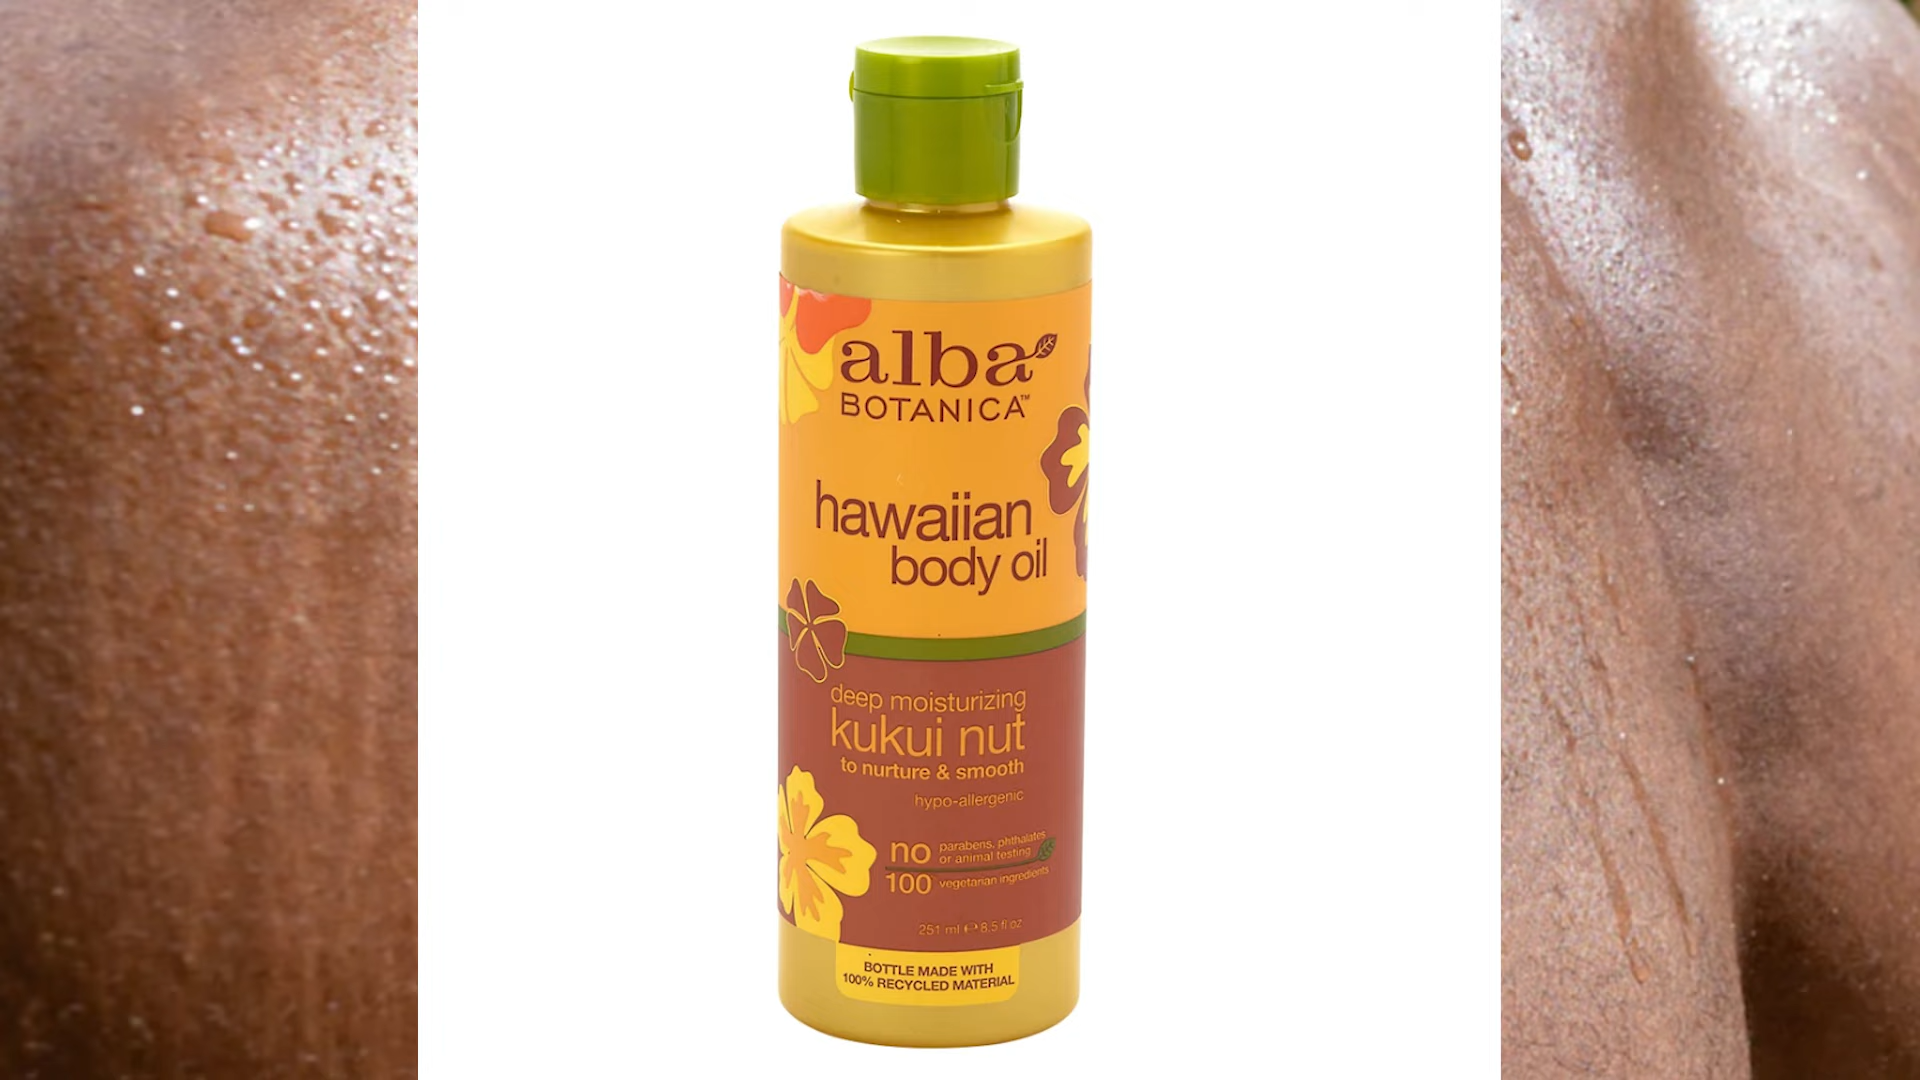 alba
BOTANICA™
hawaiian
body oil
deep moisturizing
kukui nut
to nurture & smooth
hypo-allergenic
no parabens, phthalates
or animal testing
100 vegetarian ingredients
251 ml ℮ 8.5 fl oz
BOTTLE MADE WITH
100% RECYCLED MATERIAL